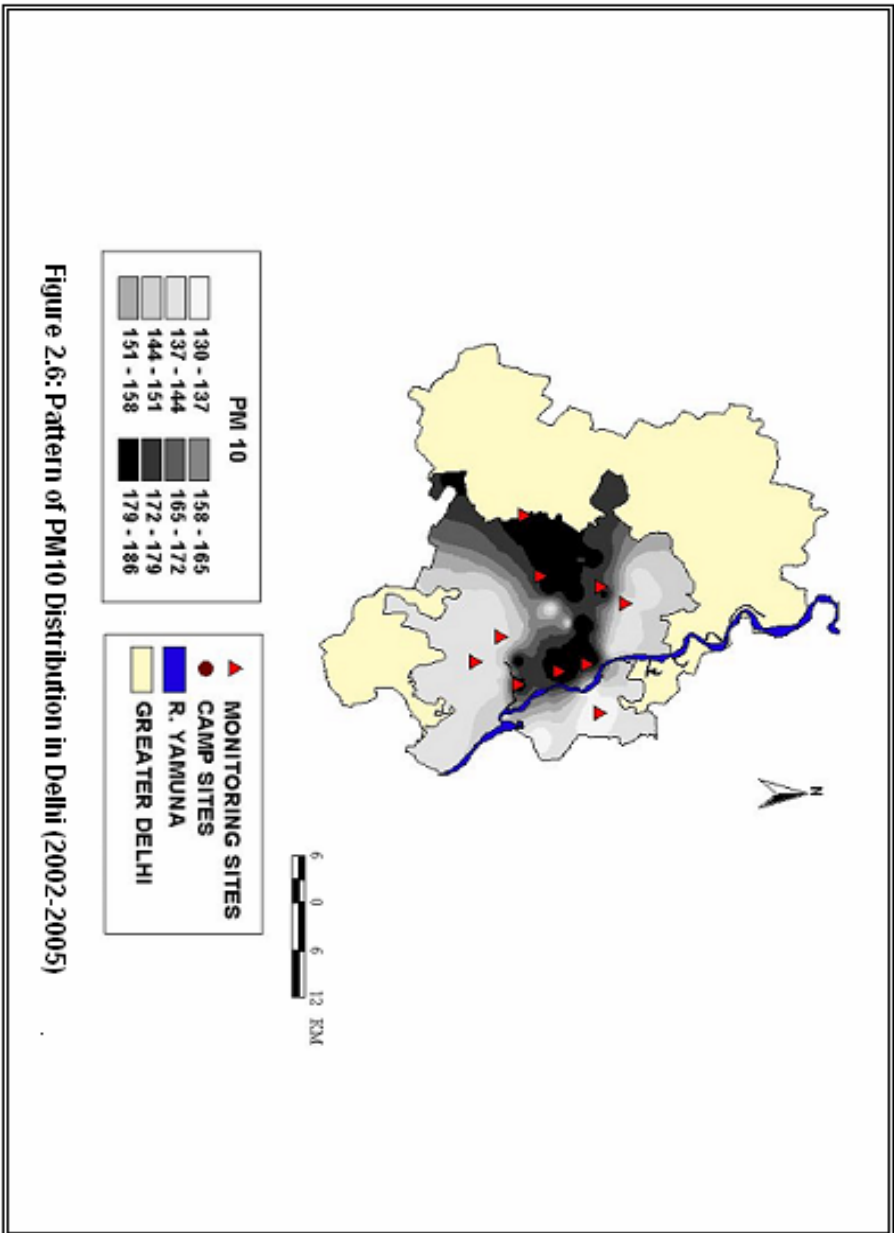 N
6 0 6 12 KM
PM 10
130 - 137 158 - 165
137 - 144 165 - 172
144 - 151 172 - 179
151 - 158 179 - 186
MONITORING SITES
CAMP SITES
R. YAMUNA
GREATER DELHI
Figure 2.6: Pattern of PM10 Distribution in Delhi (2002-2005)
.